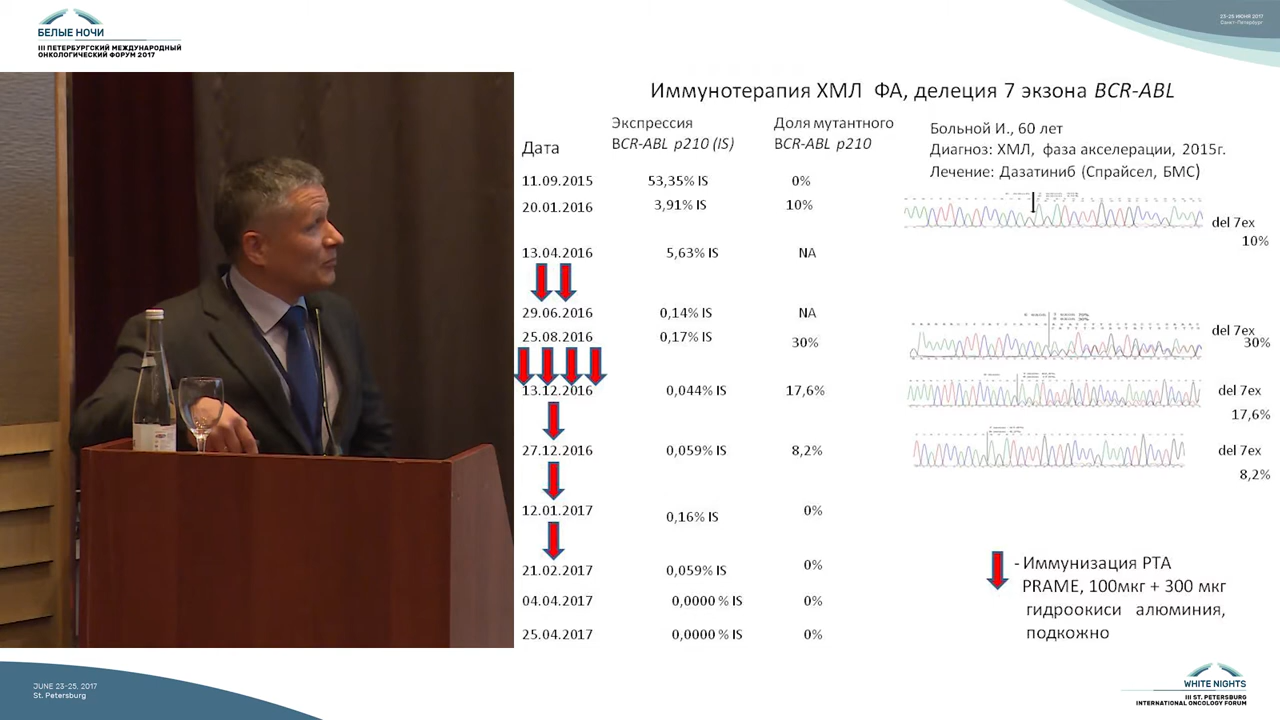 БЕЛЫЕ НОЧИ
III ПЕТЕРБУРГСКИЙ МЕЖДУНАРОДНЫЙ
ОНКОЛОГИЧЕСКИЙ ФОРУМ 2017
23-25 ИЮНЯ 2017
Санкт-Петербург
Иммунотерапия ХМЛ ФА, делеция 7 экзона BCR-ABL
Дата
Экспрессия
BCR-ABL p210 (IS)
Доля мутантного
BCR-ABL p210
Больной И., 60 лет
Диагноз: ХМЛ, фаза акселерации, 2015г.
Лечение: Дазатиниб (Спрайсел, БМС)
11.09.2015 53,35% IS 0%
20.01.2016 3,91% IS 10%
del 7ex
10%
13.04.2016 5,63% IS NA
29.06.2016 0,14% IS NA
25.08.2016 0,17% IS 30%
del 7ex
30%
13.12.2016 0,044% IS 17,6%
del 7ex
17,6%
27.12.2016 0,059% IS 8,2%
del 7ex
8,2%
12.01.2017 0,16% IS 0%
21.02.2017 0,059% IS 0%
04.04.2017 0,0000 % IS 0%
25.04.2017 0,0000 % IS 0%
- Иммунизация РТА
PRAME, 100мкг + 300 мкг
гидроокиси алюминия,
подкожно
JUNE 23-25, 2017
St. Petersburg
WHITE NIGHTS
III ST. PETERSBURG
INTERNATIONAL ONCOLOGY FORUM